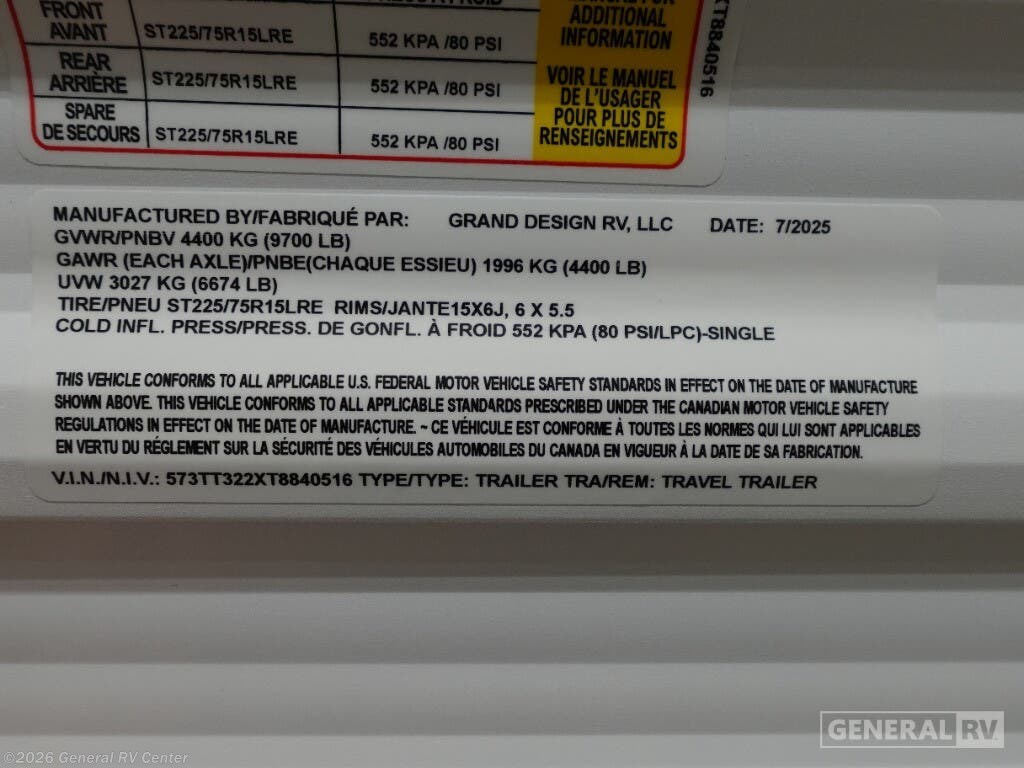 FRONT
AVANT
ST225/75R15LRE
552 KPA /80 PSI
ADDITIONAL
INFORMATION
REAR
ARRIÈRE
ST225/75R15LRE
552 KPA /80 PSI
VOIR LE MANUEL
DE L'USAGER
POUR PLUS DE
RENSEIGNEMENTS
SPARE
DE SECOURS
ST225/75R15LRE
552 KPA /80 PSI
XT8840516
MANUFACTURED BY/FABRIQUÉ PAR: GRAND DESIGN RV, LLC DATE: 7/2025
GVWR/PNBV 4400 KG (9700 LB)
GAWR (EACH AXLE)/PNBE(CHAQUE ESSIEU) 1996 KG (4400 LB)
UVW 3027 KG (6674 LB)
TIRE/PNEU ST225/75R15LRE RIMS/JANTE15X6J, 6 X 5.5
COLD INFL. PRESS/PRESS. DE GONFL. À FROID 552 KPA (80 PSI/LPC)-SINGLE
THIS VEHICLE CONFORMS TO ALL APPLICABLE U.S. FEDERAL MOTOR VEHICLE SAFETY STANDARDS IN EFFECT ON THE DATE OF MANUFACTURE
SHOWN ABOVE. THIS VEHICLE CONFORMS TO ALL APPLICABLE STANDARDS PRESCRIBED UNDER THE CANADIAN MOTOR VEHICLE SAFETY
REGULATIONS IN EFFECT ON THE DATE OF MANUFACTURE. ~ CE VÉHICULE EST CONFORME À TOUTES LES NORMES QUI LUI SONT APPLICABLES
EN VERTU DU RÉGLEMENT SUR LA SÉCURITÉ DES VÉHICULES AUTOMOBILES DU CANADA EN VIGUEUR À LA DATE DE SA FABRICATION.
V.I.N./N.I.V.: 573TT322XT8840516 TYPE/TYPE: TRAILER TRA/REM: TRAVEL TRAILER
GENERAL RV
©2026 General RV Center